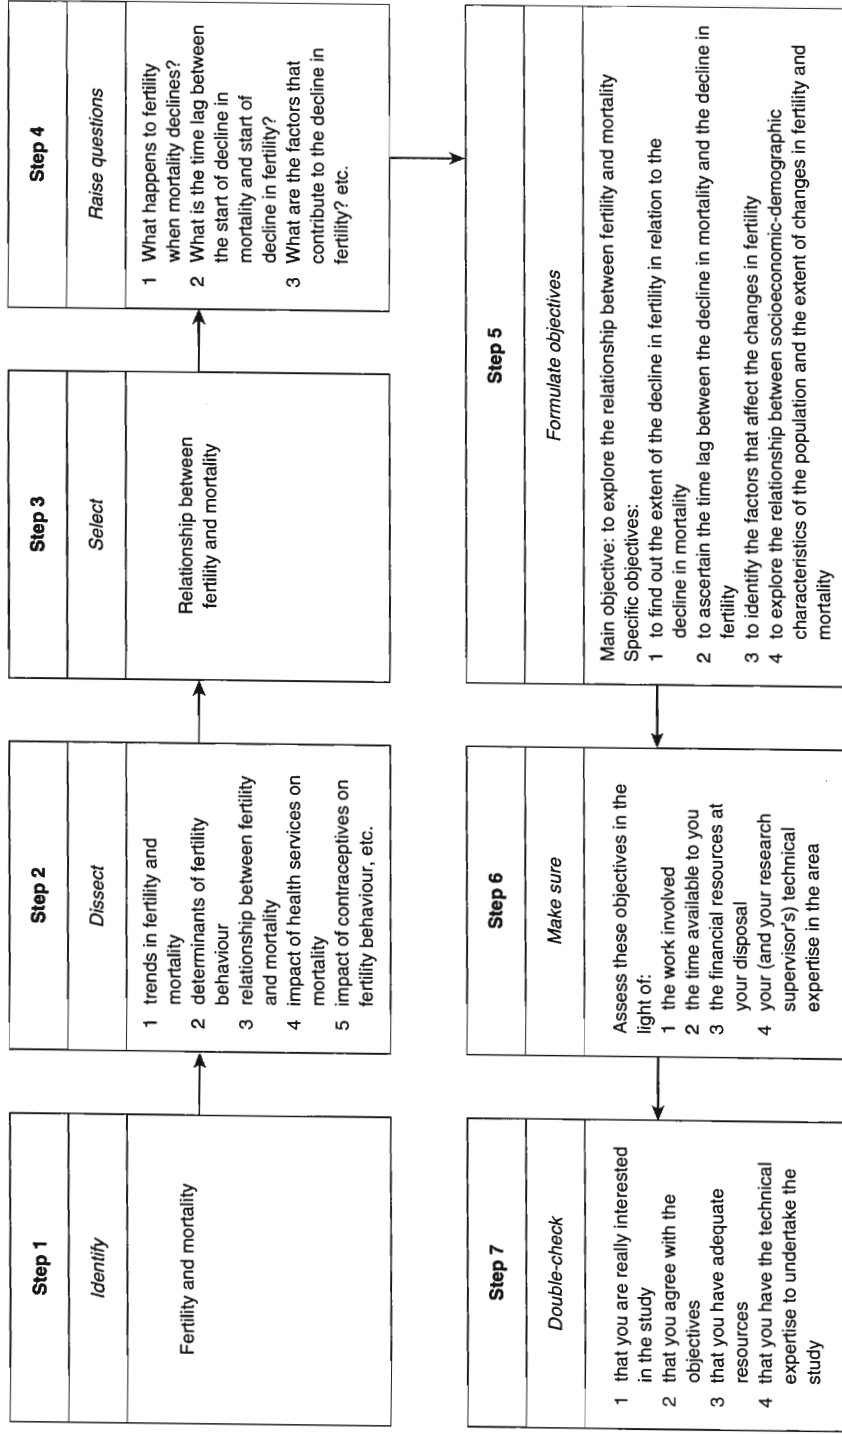 Step 1
Identify
Fertility and mortality
Step 2
Dissect
1 trends in fertility and
mortality
2 determinants of fertility
behaviour
3 relationship between fertility
and mortality
4 impact of health services on
mortality
5 impact of contraceptives on
fertility behaviour, etc.
Step 3
Select
Relationship between
fertility and mortality
Step 4
Raise questions
1 What happens to fertility
when mortality declines?
2 What is the time lag between
the start of decline in
mortality and start of
decline in fertility?
3 What are the factors that
contribute to the decline in
fertility? etc.
Step 5
Formulate objectives
Main objective: to explore the relationship between fertility and mortality
Specific objectives:
1 to find out the extent of the decline in fertility in relation to the
decline in mortality
2 to ascertain the time lag between the decline in mortality and the decline in
fertility
3 to identify the factors that affect the changes in fertility
4 to explore the relationship between socioeconomic-demographic
characteristics of the population and the extent of changes in fertility and
mortality
Step 6
Make sure
Assess these objectives in the
light of:
1 the work involved
2 the time available to you
3 the financial resources at
your disposal
4 your (and your research
supervisor's) technical
expertise in the area
Step 7
Double-check
1 that you are really interested
in the study
2 that you agree with the
objectives
3 that you have adequate
resources
4 that you have the technical
expertise to undertake the
study